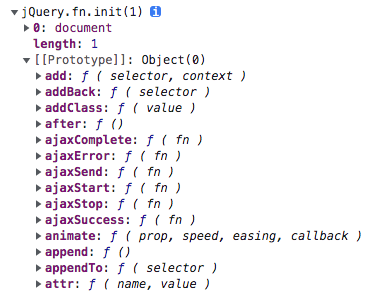 jQuery.fn.init(1) i
0: document
length: 1
[[Prototype]]: Object(0)
add: ƒ ( selector, context )
addBack: ƒ ( selector )
addClass: ƒ ( value )
after: ƒ ()
ajaxComplete: ƒ ( fn )
ajaxError: ƒ ( fn )
ajaxSend: ƒ ( fn )
ajaxStart: ƒ ( fn )
ajaxStop: ƒ ( fn )
ajaxSuccess: ƒ ( fn )
animate: ƒ ( prop, speed, easing, callback )
append: ƒ ()
appendTo: ƒ ( selector )
attr: ƒ ( name, value )